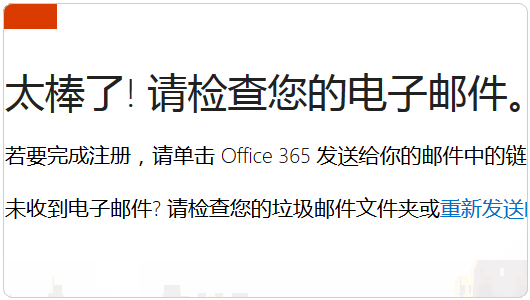 太棒了! 请检查您的电子邮件。
若要完成注册，请单击 Office 365 发送给你的邮件中的链
未收到电子邮件? 请检查您的垃圾邮件文件夹或重新发送